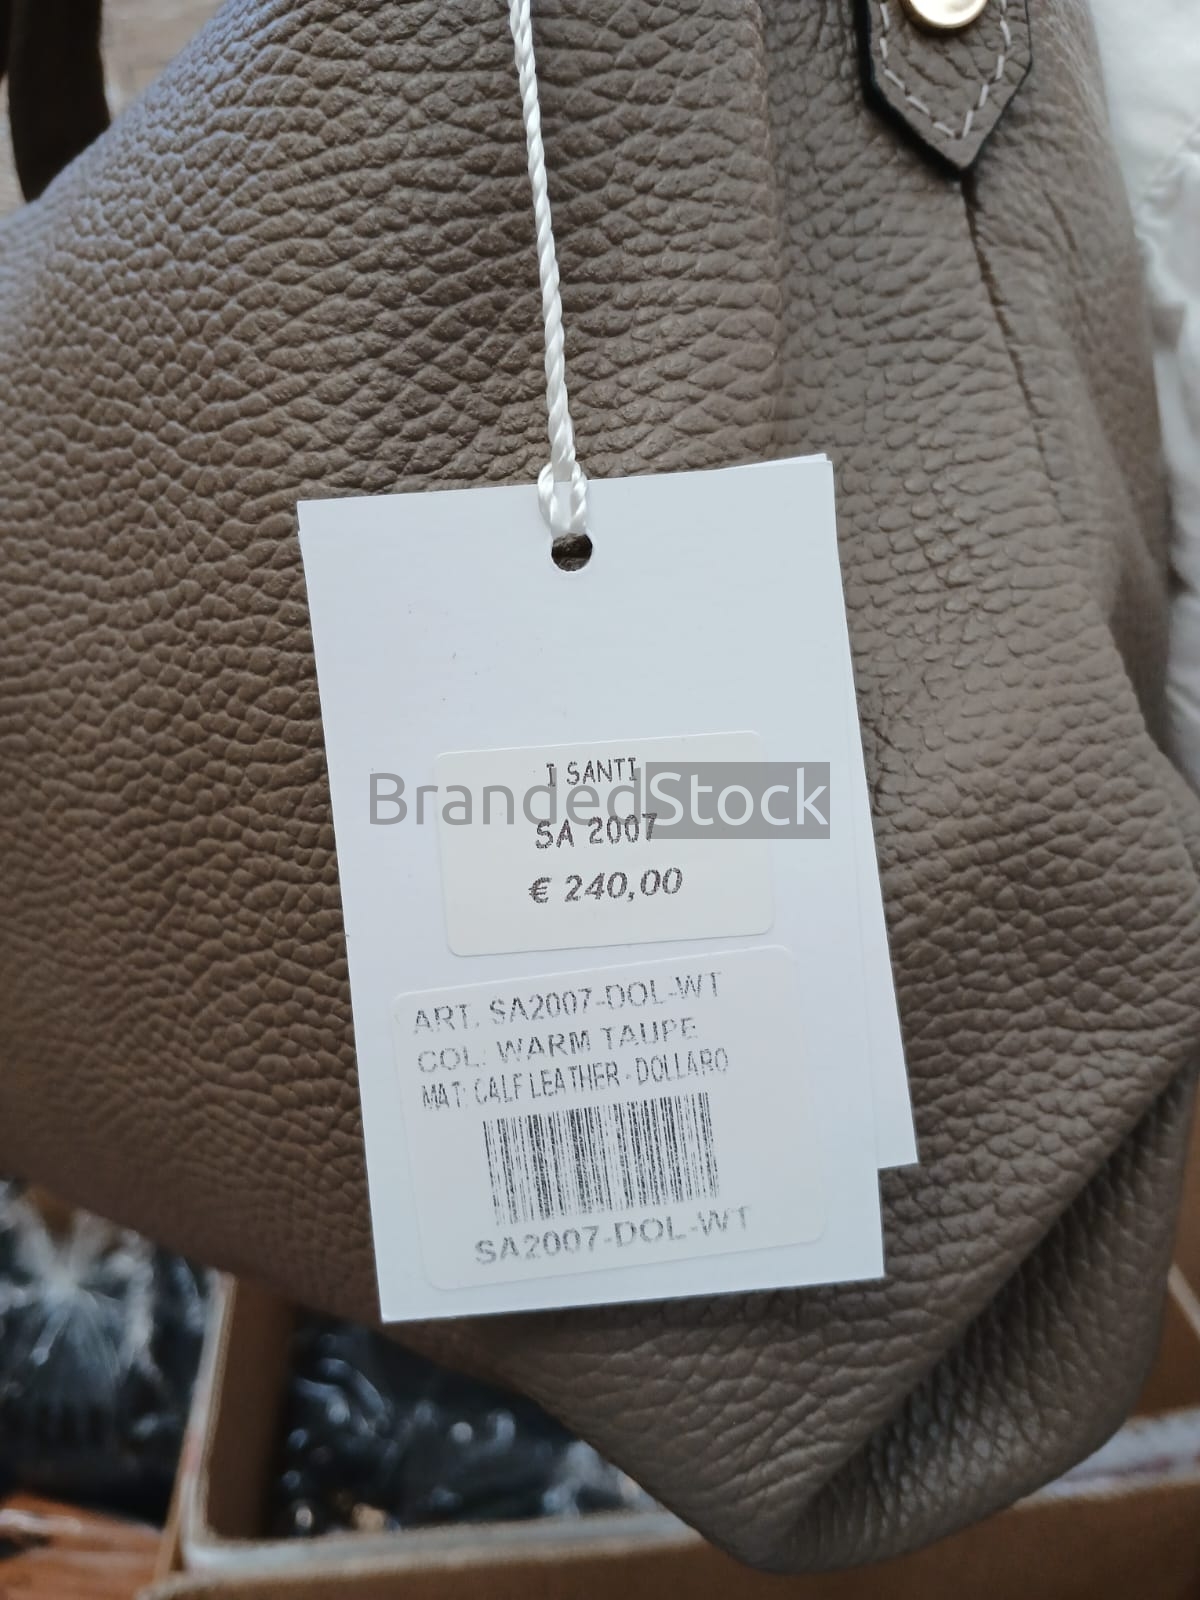 I SANTI
BrandedStock
SA 2007
€ 240,00
ART. SA2007-DOL-WT
COL: WARM TAUPE
MAT: CALF LEATHER - DOLLARO
SA2007-DOL-WT